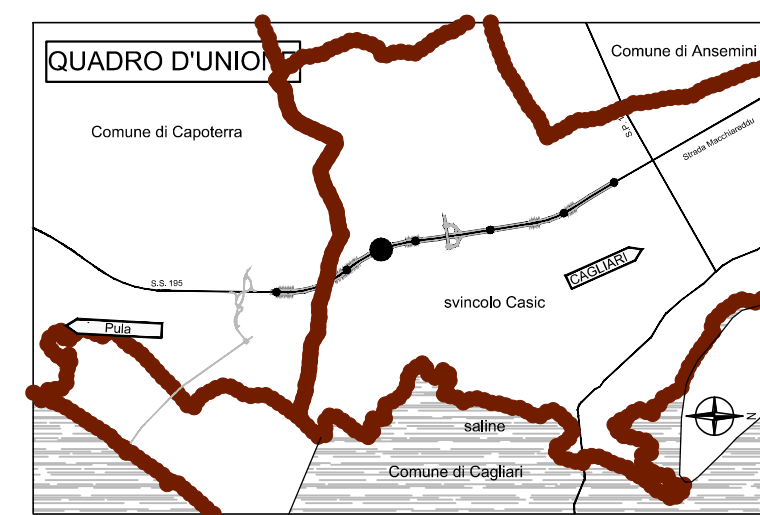 QUADRO D'UNIONE
Comune di Ansemini
Comune di Capoterra
Strada Macchiareddu
CAGLIARI
S.S. 195
svincolo Casic
Pula
N
saline
Comune di Cagliari